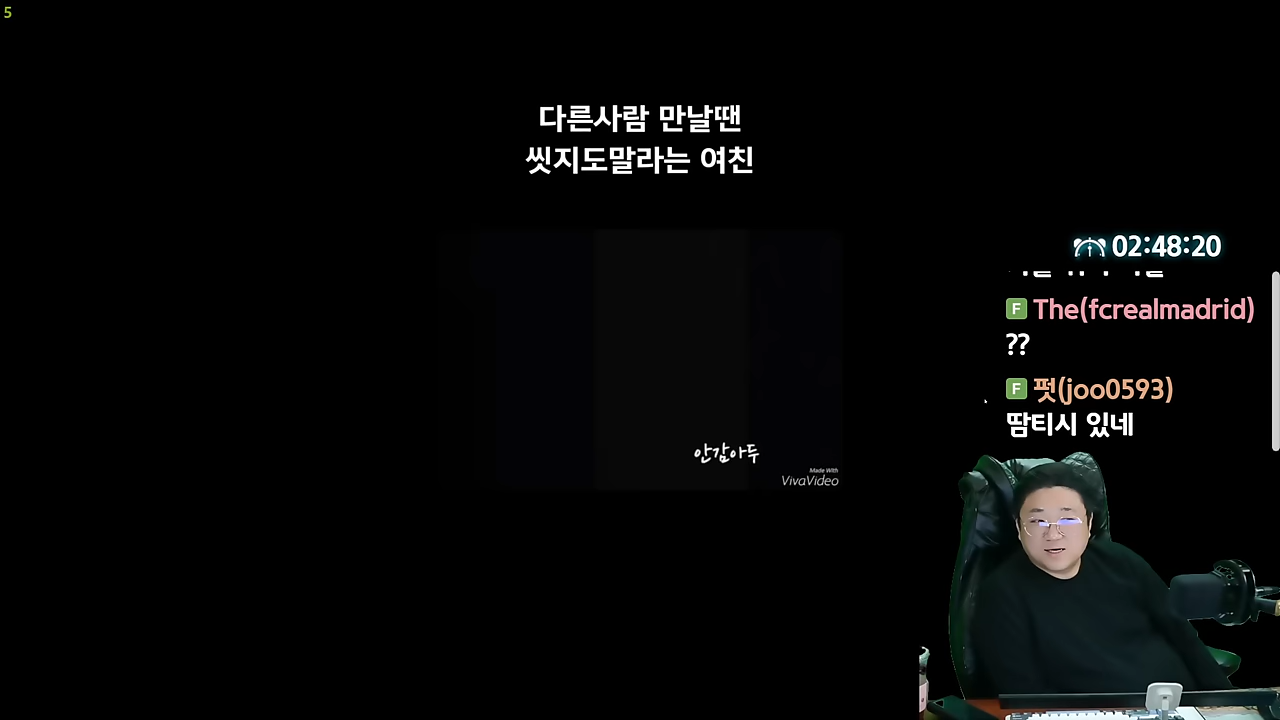 5
다른사람 만날땐
씻지도말라는 여친
02:48:20
F The(fcrealmadrid)
??
F 펏(joo0593)
땀티시 있네
안감아두
Made With
VivaVideo